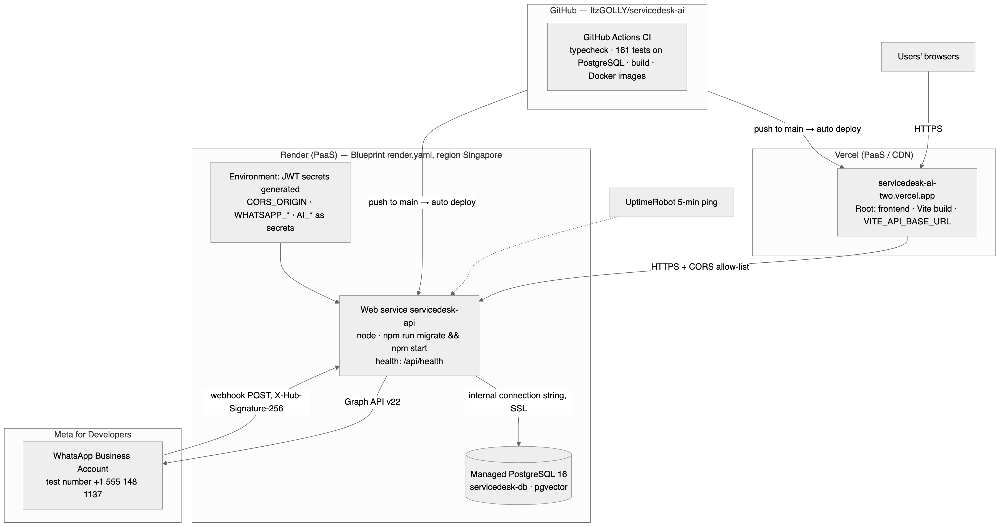 GitHub — ItzGOLLY/servicedesk-ai
GitHub Actions CI
typecheck · 161 tests on
PostgreSQL · build ·
Docker images
Users' browsers
push to main → auto deploy
HTTPS
Render (PaaS) — Blueprint render.yaml, region Singapore
Vercel (PaaS / CDN)
Environment: JWT secrets
generated
CORS_ORIGIN ·
WHATSAPP_* · AI_* as
secrets
push to main → auto deploy
UptimeRobot 5-min ping
servicedesk-ai-
two.vercel.app
Root: frontend · Vite build ·
VITE_API_BASE_URL
HTTPS + CORS allow-list
Web service servicedesk-
api
node · npm run migrate &&
npm start
health: /api/health
webhook POST, X-Hub-
Signature-256
Graph API v22
internal connection string,
SSL
Meta for Developers
WhatsApp Business
Account
test number +1 555 148
1137
Managed PostgreSQL 16
servicedesk-db · pgvector